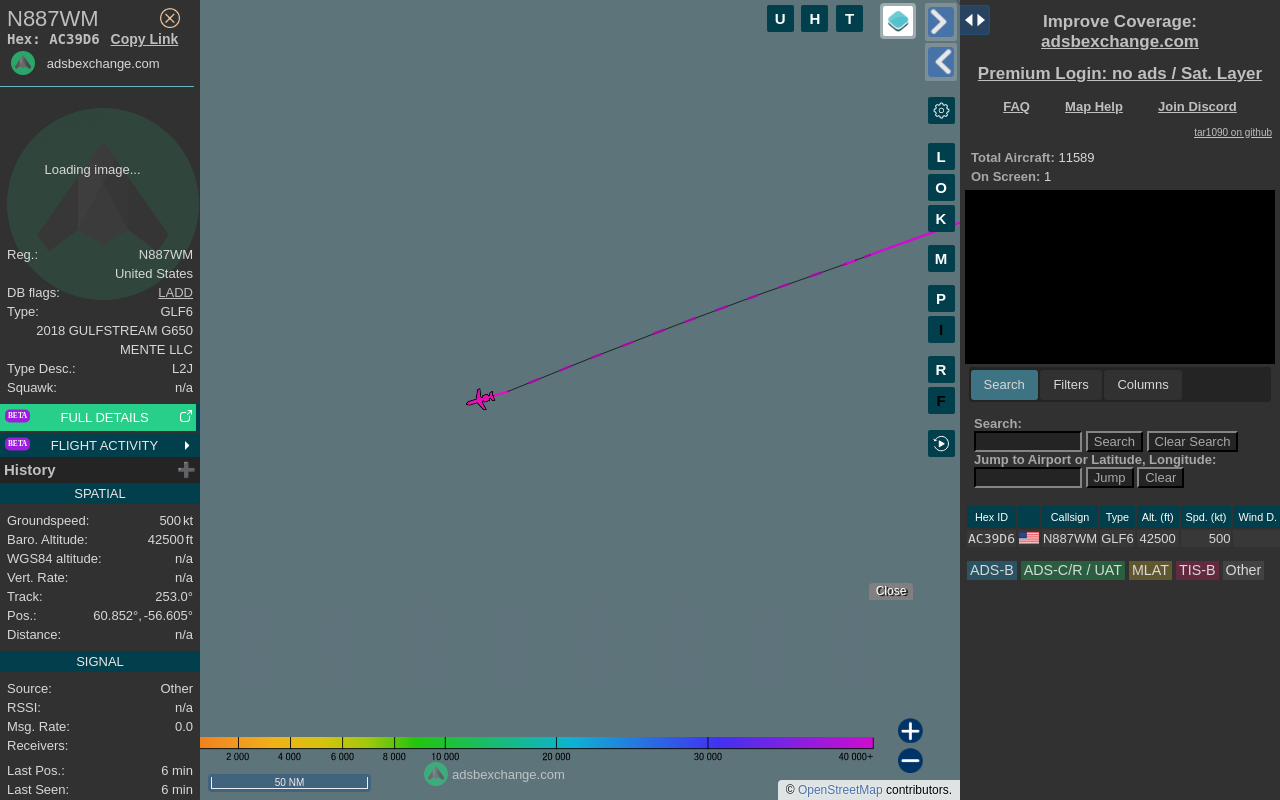 N887WM
Hex: AC39D6 Copy Link
adsbexchange.com
Loading image...
Reg.: N887WM
United States
DB flags: LADD
Type: GLF6
2018 GULFSTREAM G650
MENTE LLC
Type Desc.: L2J
Squawk: n/a
BETA FULL DETAILS
BETA FLIGHT ACTIVITY
History
SPATIAL
Groundspeed: 500 kt
Baro. Altitude: 42500 ft
WGS84 altitude: n/a
Vert. Rate: n/a
Track: 253.0°
Pos.: 60.852°, -56.605°
Distance: n/a
SIGNAL
Source: Other
RSSI: n/a
Msg. Rate: 0.0
Receivers:
Last Pos.: 6 min
Last Seen: 6 min
U H T
L
O
K
M
P
I
R
F
Close
2 000 4 000 6 000 8 000 10 000 20 000 30 000 40 000+
50 NM
adsbexchange.com
© OpenStreetMap contributors.
Improve Coverage:
adsbexchange.com
Premium Login: no ads / Sat. Layer
FAQ Map Help Join Discord
tar1090 on github
Total Aircraft: 11589
On Screen: 1
Search Filters Columns
Search:
Search Clear Search
Jump to Airport or Latitude, Longitude:
Jump Clear
Hex ID Callsign Type Alt. (ft) Spd. (kt) Wind D.
AC39D6 N887WM GLF6 42500 500
ADS-B ADS-C/R / UAT MLAT TIS-B Other